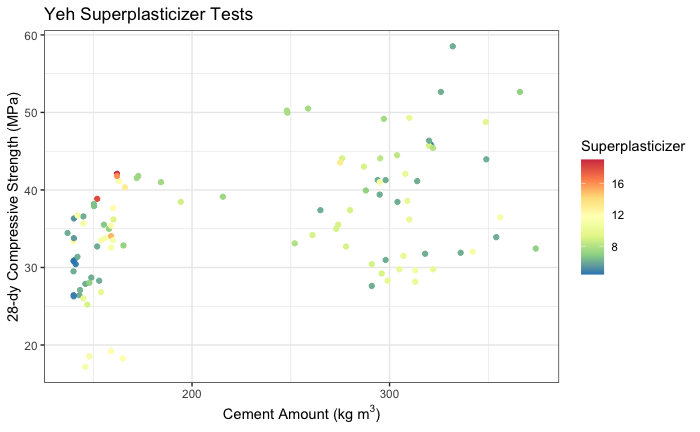 Yeh Superplasticizer Tests
60
50
40
30
20
28-dy Compressive Strength (MPa)
200
300
Cement Amount (kg m³)
Superplasticizer
16
12
8